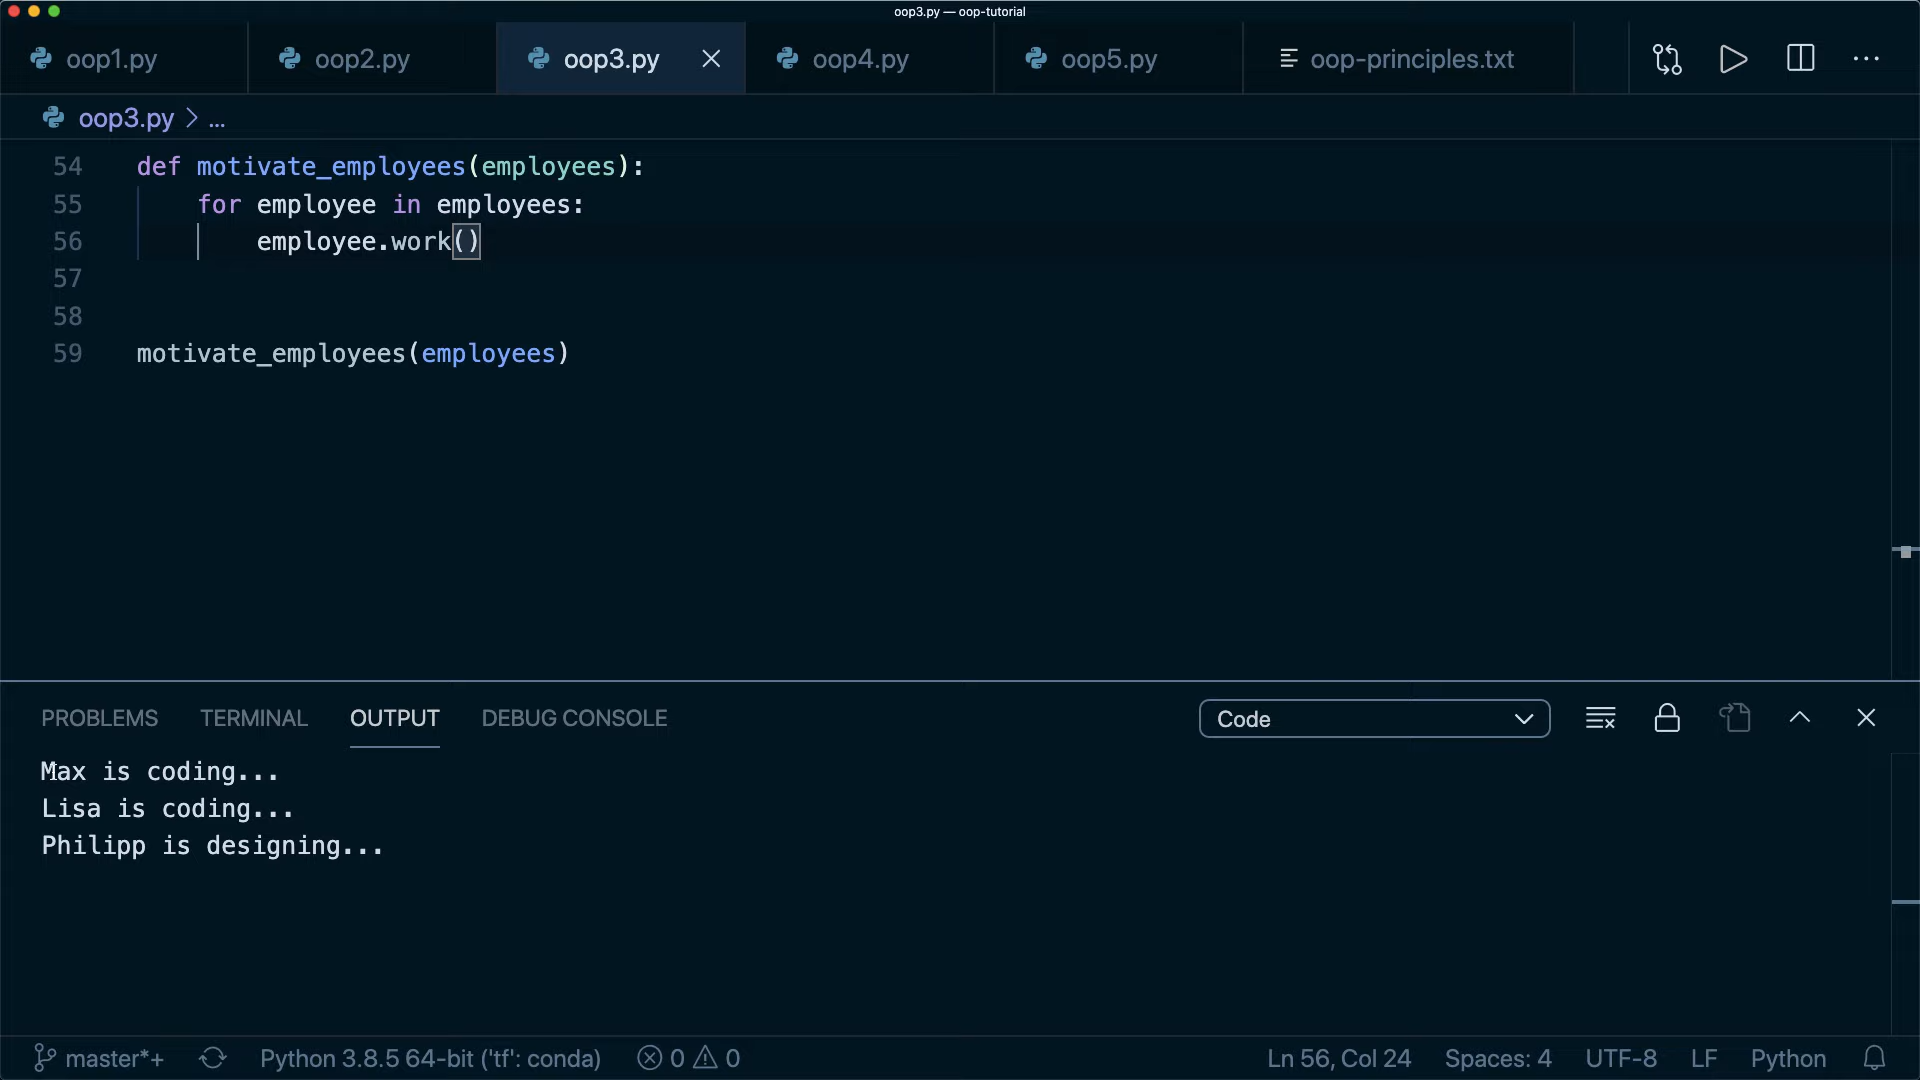 oop3.py — oop-tutorial
oop1.py oop2.py oop3.py oop4.py oop5.py oop-principles.txt
oop3.py > ...
54 def motivate_employees(employees):
55 for employee in employees:
56 employee.work()
57
58
59 motivate_employees(employees)
PROBLEMS TERMINAL OUTPUT DEBUG CONSOLE Code
Max is coding...
Lisa is coding...
Philipp is designing...
master*+ Python 3.8.5 64-bit ('tf': conda) 0 0 Ln 56, Col 24 Spaces: 4 UTF-8 LF Python